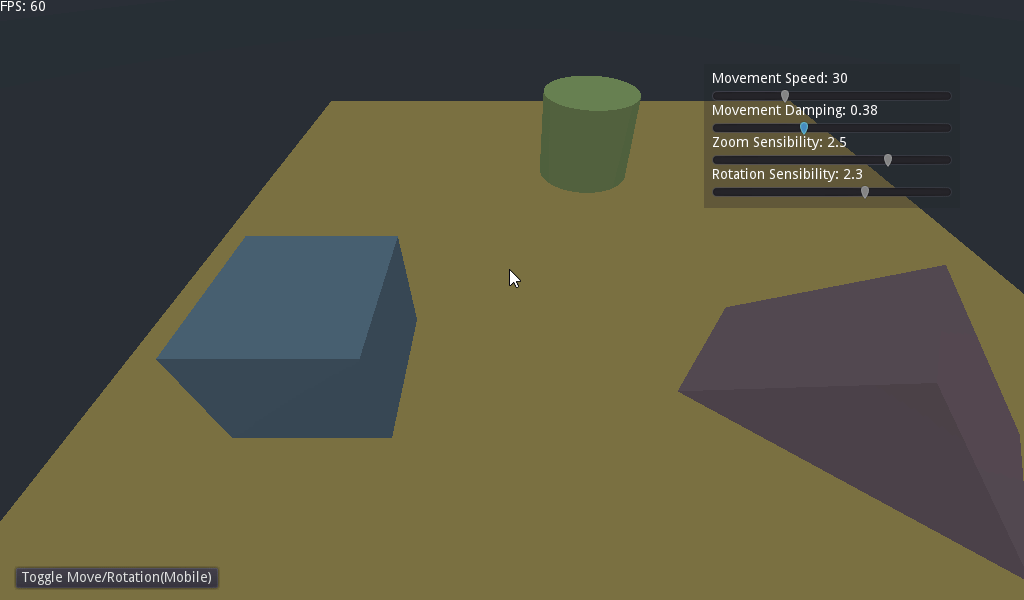 FPS: 60
Movement Speed: 30
Movement Damping: 0.38
Zoom Sensibility: 2.5
Rotation Sensibility: 2.3
Toggle Move/Rotation(Mobile)